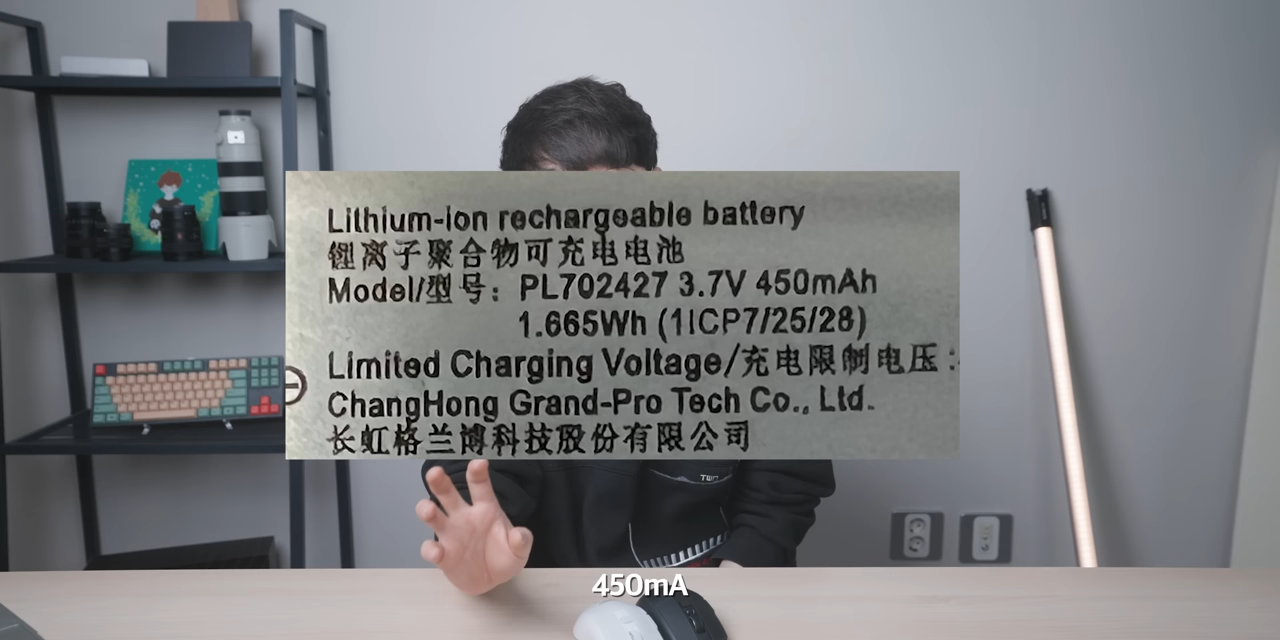 Lithium-ion rechargeable battery
锂离子聚合物可充电电池
Model/型号：PL702427 3.7V 450mAh
1.665Wh (1ICP7/25/28)
Limited Charging Voltage/充电限制电压：
ChangHong Grand-Pro Tech Co., Ltd.
长虹格兰博科技股份有限公司
450mA